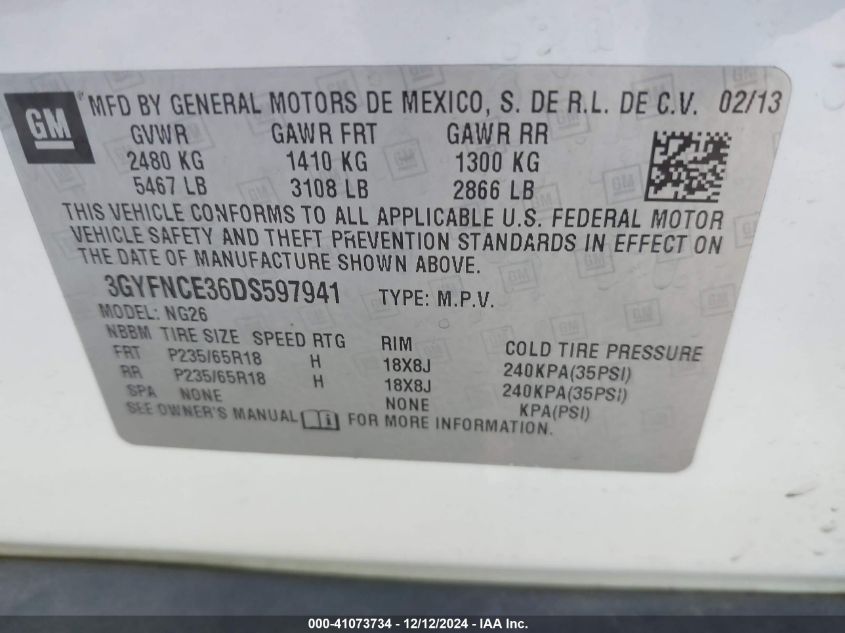 GM ® MFD BY GENERAL MOTORS DE MEXICO, S. DE R.L. DE C.V. 02/13
GVWR GAWR FRT GAWR RR
2480 KG 1410 KG 1300 KG
5467 LB 3108 LB 2866 LB
THIS VEHICLE CONFORMS TO ALL APPLICABLE U.S. FEDERAL MOTOR
VEHICLE SAFETY AND THEFT PREVENTION STANDARDS IN EFFECT ON
THE DATE OF MANUFACTURE SHOWN ABOVE.
3GYFNCE36DS597941 TYPE: M.P.V.
MODEL: NG26
NBBM TIRE SIZE SPEED RTG RIM COLD TIRE PRESSURE
FRT P235/65R18 H 18X8J 240KPA(35PSI)
RR P235/65R18 H 18X8J 240KPA(35PSI)
SPA NONE NONE KPA(PSI)
SEE OWNER'S MANUAL FOR MORE INFORMATION.
000-41073734 - 12/12/2024 - IAA Inc.